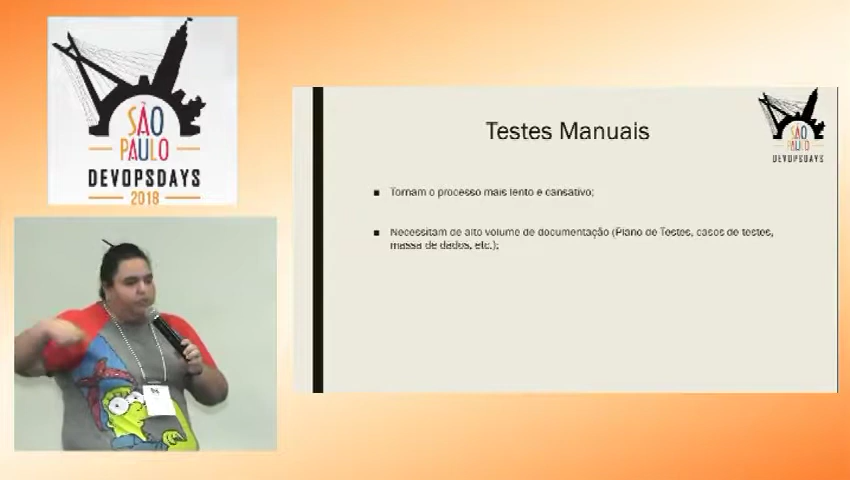 SÃO
PAULO
DEVOPSDAYS
2018
Testes Manuais
SÃO
PAULO
DEVOPSDAYS
Tornam o processo mais lento e cansativo;
Necessitam de alto volume de documentação (Plano de Testes, casos de testes,
massa de dados, etc.);